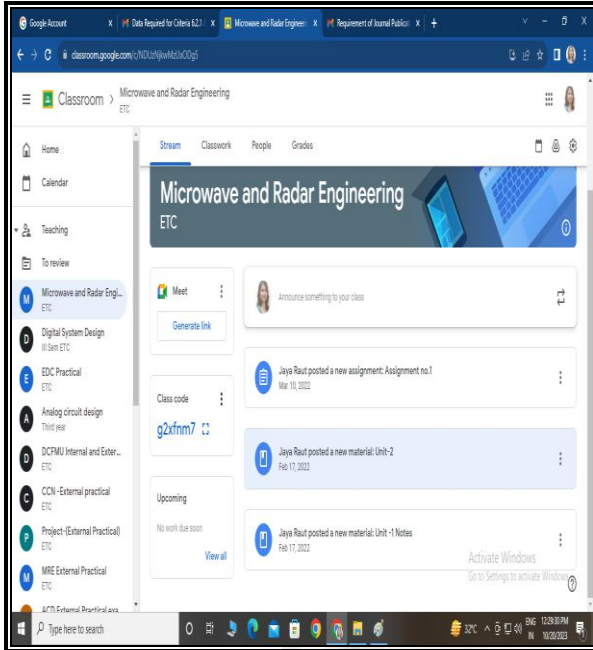 Google Account
Data Required for Criteria 6.2.1 /
Microwave and Radar Engineeri
Requirement of Journal Publicat
Classroom > Microwave and Radar Engineering
ETC
Home
Calendar
Teaching
To review
M Microwave and Radar Engi...
ETC
D Digital System Design
III Sem ETC
E EDC Practical
ETC
A Analog circuit design
Third year
D DCFMU Internal and Exter...
ETC
C CCN -External practical
ETC
P Project-(External Practical)
ETC
M MRE External Practical
ETC
ACD External Practical exa
Stream Classwork People Grades
Microwave and Radar Engineering
ETC
Meet
Generate link
Class code
g2xfnm7
Upcoming
No work due soon
View all
Announce something to your class
Jaya Raut posted a new assignment: Assignment no.1
Mar 10, 2022
Jaya Raut posted a new material: Unit-2
Feb 17, 2022
Jaya Raut posted a new material: Unit -1 Notes
Feb 17, 2022
Activate Windows
Go to Settings to activate Windows.
Type here to search
32°C
ENG
IN
12:29:30 PM
10/20/2023